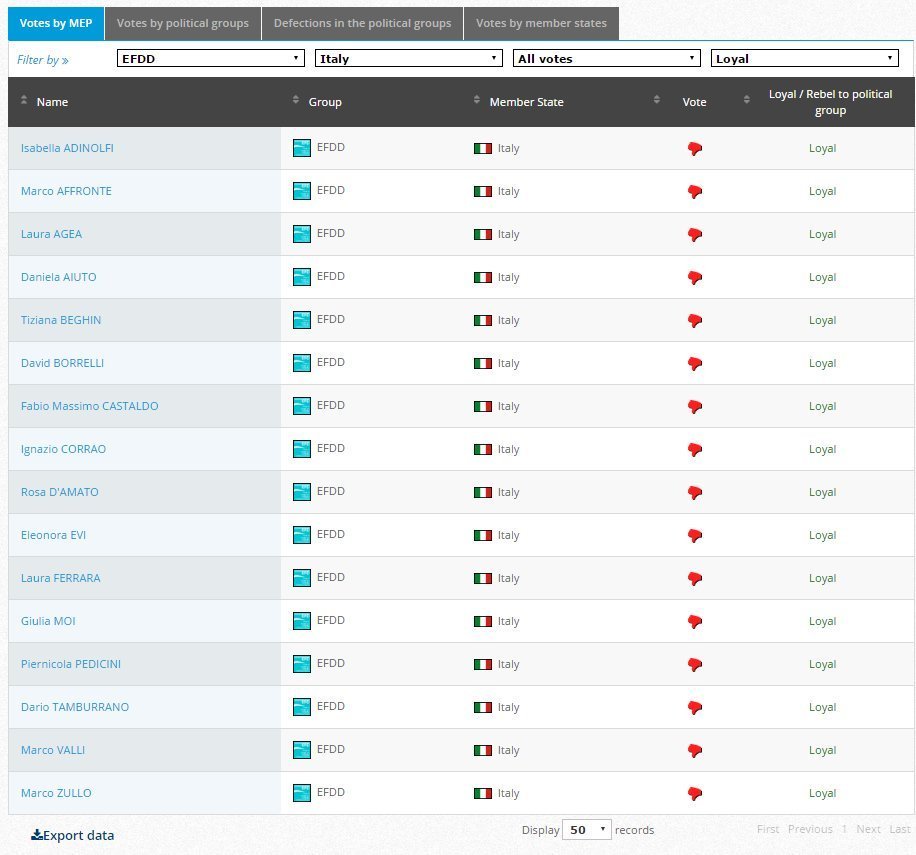 Votes by MEP Votes by political groups Defections in the political groups Votes by member states
Filter by » EFDD Italy All votes Loyal
Name Group Member State Vote Loyal / Rebel to political group
Isabella ADINOLFI EFDD Italy Loyal
Marco AFFRONTE EFDD Italy Loyal
Laura AGEA EFDD Italy Loyal
Daniela AIUTO EFDD Italy Loyal
Tiziana BEGHIN EFDD Italy Loyal
David BORRELLI EFDD Italy Loyal
Fabio Massimo CASTALDO EFDD Italy Loyal
Ignazio CORRAO EFDD Italy Loyal
Rosa D'AMATO EFDD Italy Loyal
Eleonora EVI EFDD Italy Loyal
Laura FERRARA EFDD Italy Loyal
Giulia MOI EFDD Italy Loyal
Piernicola PEDICINI EFDD Italy Loyal
Dario TAMBURRANO EFDD Italy Loyal
Marco VALLI EFDD Italy Loyal
Marco ZULLO EFDD Italy Loyal
Export data Display 50 records First Previous 1 Next Last